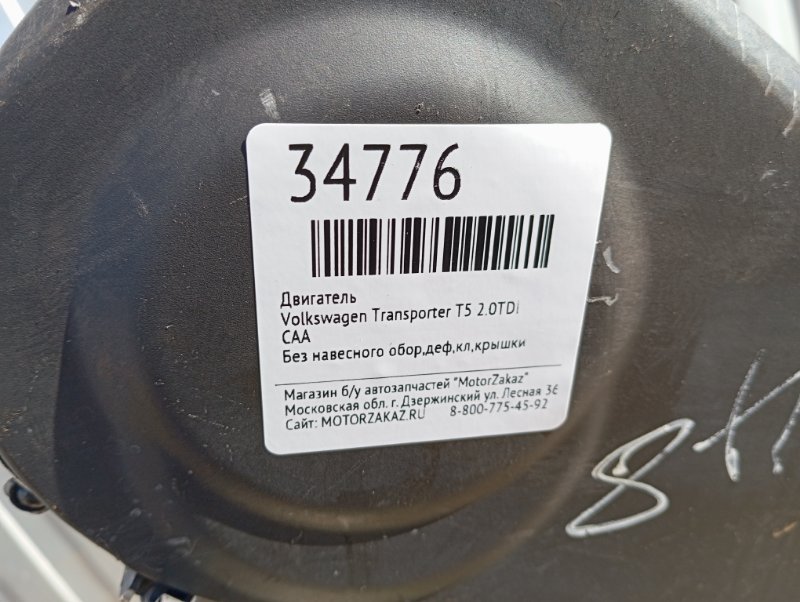 34776
Двигатель
Volkswagen Transporter T5 2.0TDi
CAA
Без навесного обор,деф,кл,крышки
Магазин б/у автозапчастей "MotorZakaz"
Московская обл. г. Дзержинский ул. Лесная 36
Сайт: MOTORZAKAZ.RU 8-800-775-45-92